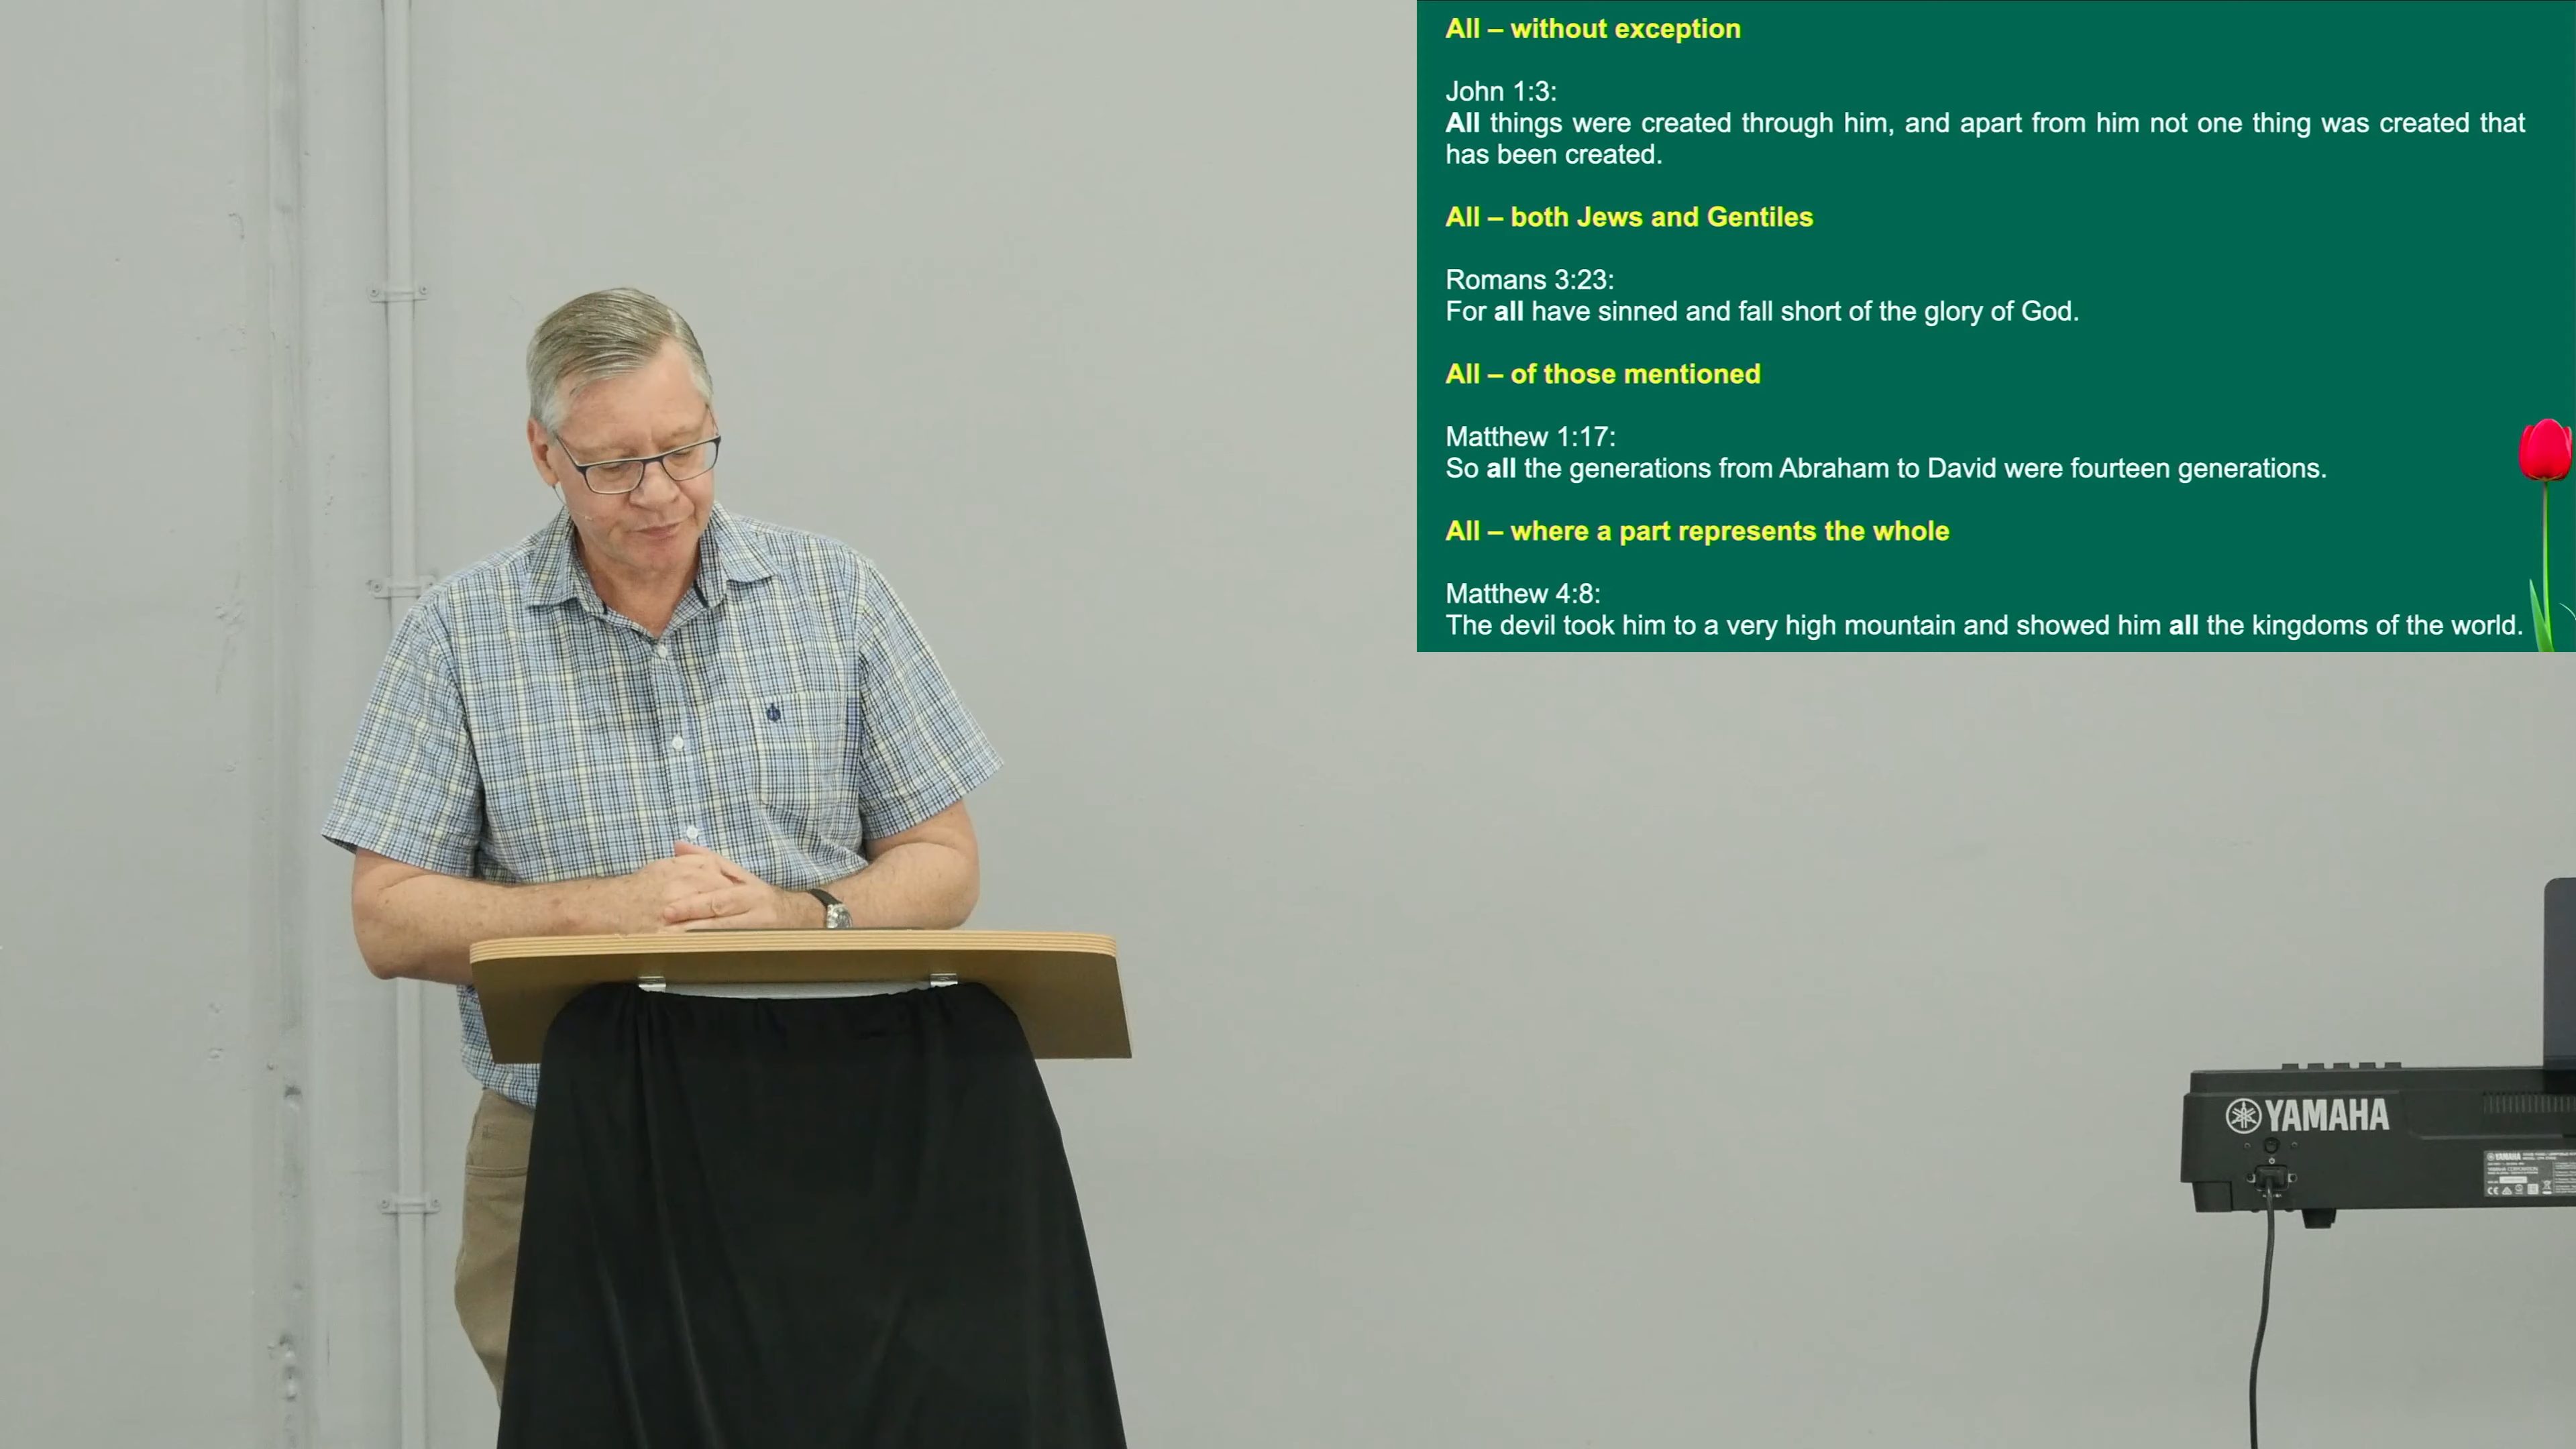 All – without exception
John 1:3:
All things were created through him, and apart from him not one thing was created that
has been created.
All – both Jews and Gentiles
Romans 3:23:
For all have sinned and fall short of the glory of God.
All – of those mentioned
Matthew 1:17:
So all the generations from Abraham to David were fourteen generations.
All – where a part represents the whole
Matthew 4:8:
The devil took him to a very high mountain and showed him all the kingdoms of the world.
YAMAHA
YAMAHA